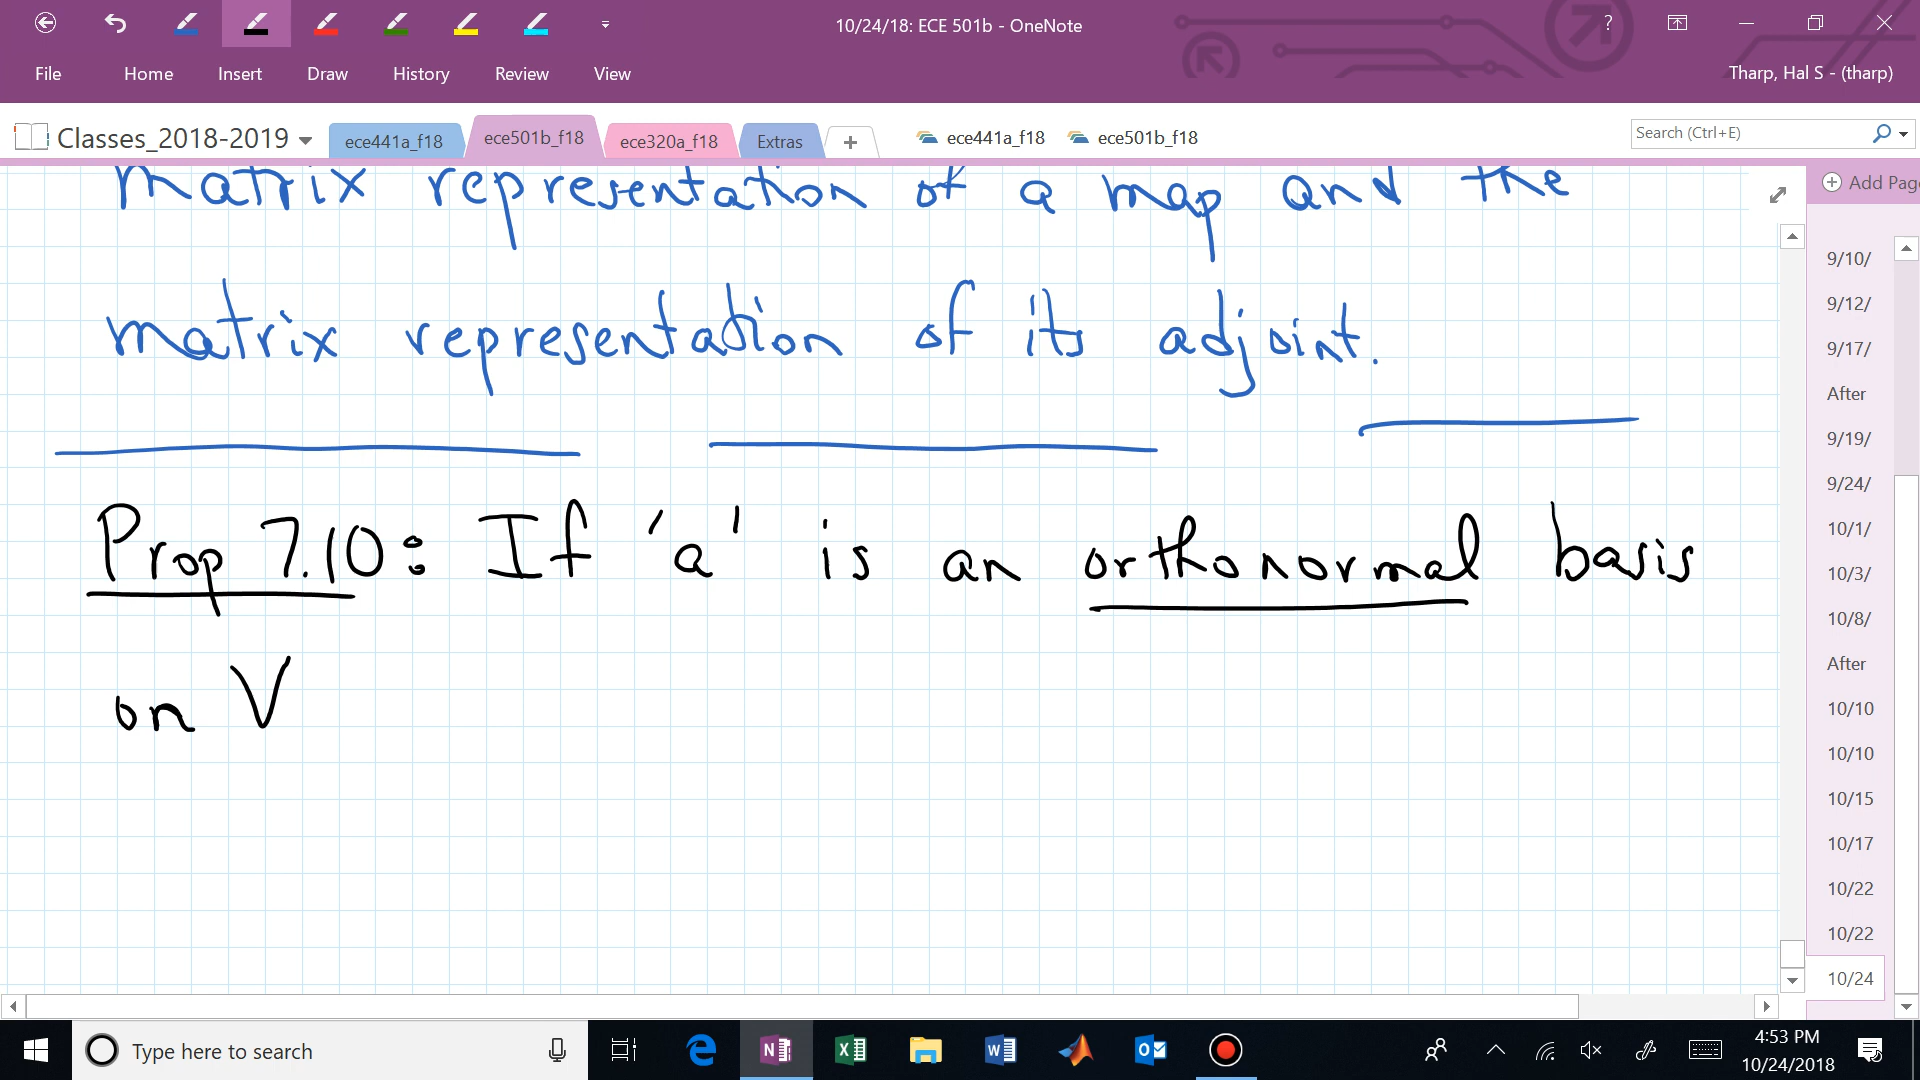 10/24/18: ECE 501b - OneNote
?
File Home Insert Draw History Review View
Tharp, Hal S - (tharp)
Classes_2018-2019 ece441a_f18 ece501b_f18 ece320a_f18 Extras + ece441a_f18 ece501b_f18
Search (Ctrl+E)
Add Pag
matrix representation of a map and the
matrix representation of its adjoint.
Prop 7.10: If 'a' is an orthonormal basis
on V
9/10/
9/12/
9/17/
After
9/19/
9/24/
10/1/
10/3/
10/8/
After
10/10
10/10
10/15
10/17
10/22
10/22
10/24
Type here to search
4:53 PM
10/24/2018